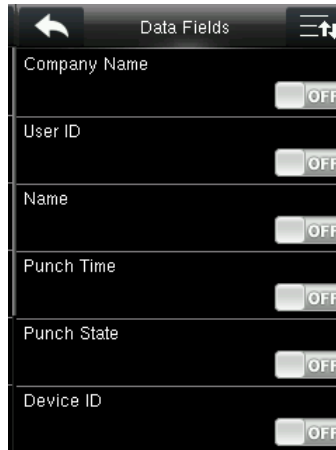 Data Fields
Company Name
OFF
User ID
OFF
Name
OFF
Punch Time
OFF
Punch State
OFF
Device ID
OFF